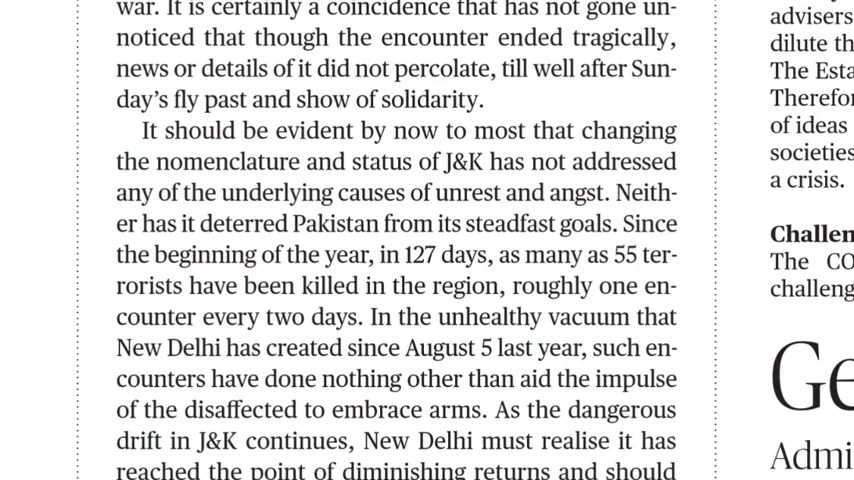 war. It is certainly a coincidence that has not gone un-
noticed that though the encounter ended tragically,
news or details of it did not percolate, till well after Sun-
day's fly past and show of solidarity.
It should be evident by now to most that changing
the nomenclature and status of J&K has not addressed
any of the underlying causes of unrest and angst. Neith-
er has it deterred Pakistan from its steadfast goals. Since
the beginning of the year, in 127 days, as many as 55 ter-
rorists have been killed in the region, roughly one en-
counter every two days. In the unhealthy vacuum that
New Delhi has created since August 5 last year, such en-
counters have done nothing other than aid the impulse
of the disaffected to embrace arms. As the dangerous
drift in J&K continues, New Delhi must realise it has
reached the point of diminishing returns and should
advisers
dilute th
The Esta
Therefor
of ideas
societies
a crisis.
Challen
The CO
challeng
Ge
Admi